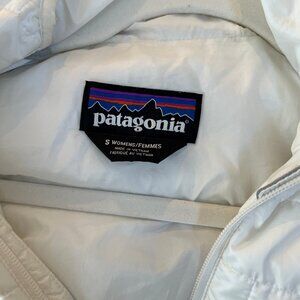 patagonia
S WOMENS/FEMMES
MADE IN VIETNAM
FABRIQUÉ AU VIETNAM